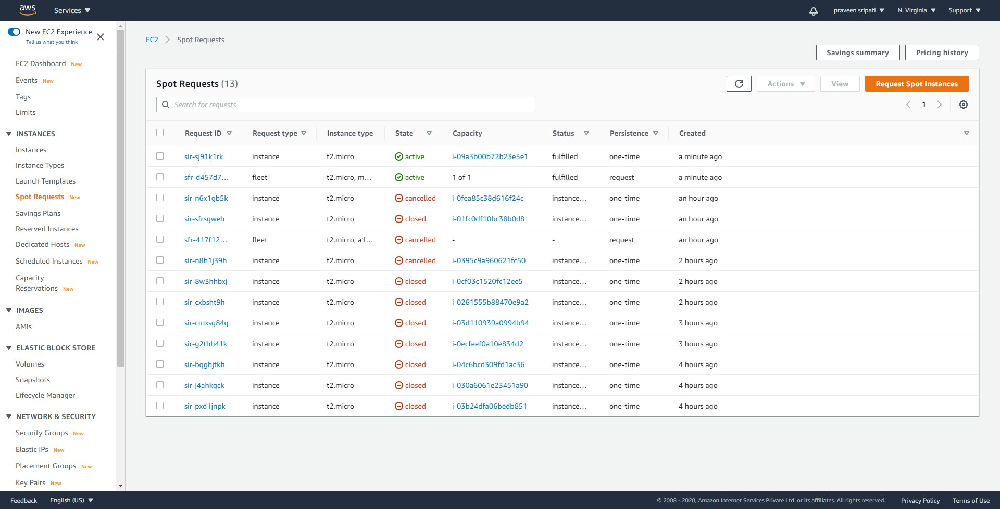 aws Services praveen sripati N. Virginia Support
New EC2 Experience
Tell us what you think
EC2 Dashboard New
Events New
Tags
Limits
INSTANCES
Instances
Instance Types
Launch Templates
Spot Requests New
Savings Plans
Reserved Instances
Dedicated Hosts New
Scheduled Instances New
Capacity
Reservations New
IMAGES
AMIs
ELASTIC BLOCK STORE
Volumes
Snapshots
Lifecycle Manager
NETWORK & SECURITY
Security Groups New
Elastic IPs New
Placement Groups New
Key Pairs New
EC2 Spot Requests
Savings summary Pricing history
Spot Requests (13) Actions View Request Spot Instances
Search for requests 1
Request ID Request type Instance type State Capacity Status Persistence Created
sir-sj91k1rk instance t2.micro active i-09a3b00b72b23e3e1 fulfilled one-time a minute ago
sfr-d457d7... fleet t2.micro, m... active 1 of 1 fulfilled request a minute ago
sir-n6x1gb5k instance t2.micro cancelled i-0fea85c38d616f24c instance... one-time an hour ago
sir-sfrsgweh instance t2.micro closed i-01fc0df10bc38b0d8 instance... one-time an hour ago
sfr-417f12... fleet t2.micro, a1... cancelled - - request an hour ago
sir-n8h1j39h instance t2.micro cancelled i-0395c9a960621fc50 instance... one-time 2 hours ago
sir-8w3hhbxj instance t2.micro closed i-0cf03c1520fc12ee5 instance... one-time 2 hours ago
sir-cxbsht9h instance t2.micro closed i-0261555b88470e9a2 instance... one-time 2 hours ago
sir-cmxsg84g instance t2.micro closed i-03d110939a0994b94 instance... one-time 3 hours ago
sir-g2thh41k instance t2.micro closed i-0ecfeef0a10e834d2 instance... one-time 3 hours ago
sir-bqghjtkh instance t2.micro closed i-04c6bcd309fd1ac36 instance... one-time 4 hours ago
sir-j4ahkgck instance t2.micro closed i-030a6061e23451a90 instance... one-time 4 hours ago
sir-pxd1jnpk instance t2.micro closed i-03b24dfa06bedb851 instance... one-time 4 hours ago
Feedback English (US) © 2008 - 2020, Amazon Internet Services Private Ltd. or its affiliates. All rights reserved. Privacy Policy Terms of Use